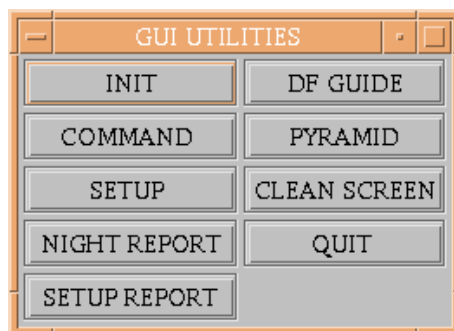 GUI UTILITIES
INIT
DF GUIDE
COMMAND
PYRAMID
SETUP
CLEAN SCREEN
NIGHT REPORT
QUIT
SETUP REPORT